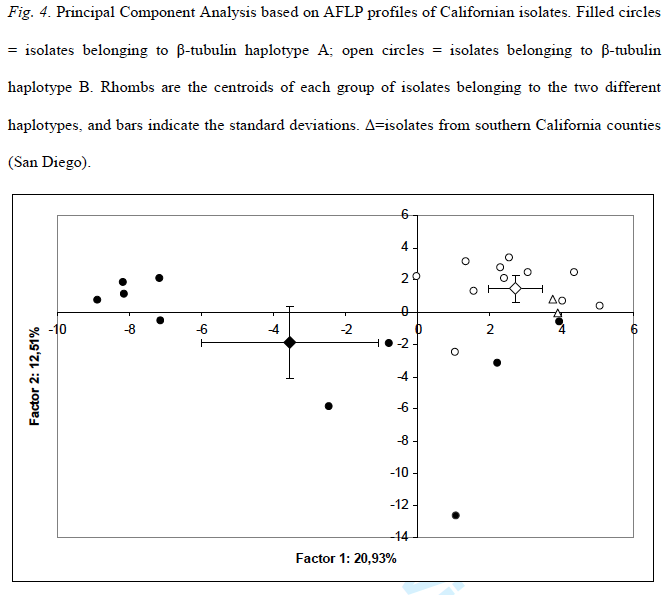 Fig. 4. Principal Component Analysis based on AFLP profiles of Californian isolates. Filled circles
= isolates belonging to β-tubulin haplotype A; open circles = isolates belonging to β-tubulin
haplotype B. Rhombs are the centroids of each group of isolates belonging to the two different
haplotypes, and bars indicate the standard deviations. Δ=isolates from southern California counties
(San Diego).
6
4
2
0
-10 -8 -6 -4 -2 0 2 4 6
-2
-4
-6
-8
-10
-12
-14
Factor 2: 12,51%
Factor 1: 20,93%